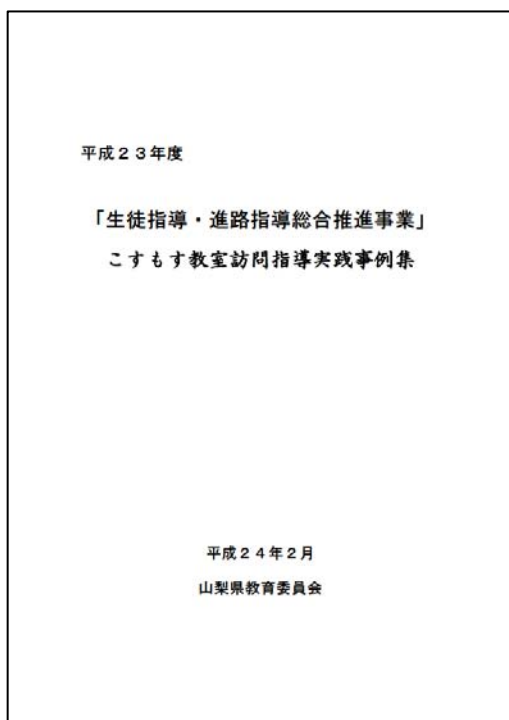 平成２３年度
「生徒指導・進路指導総合推進事業」
こすもす教室訪問指導実践事例集
平成２４年２月
山梨県教育委員会